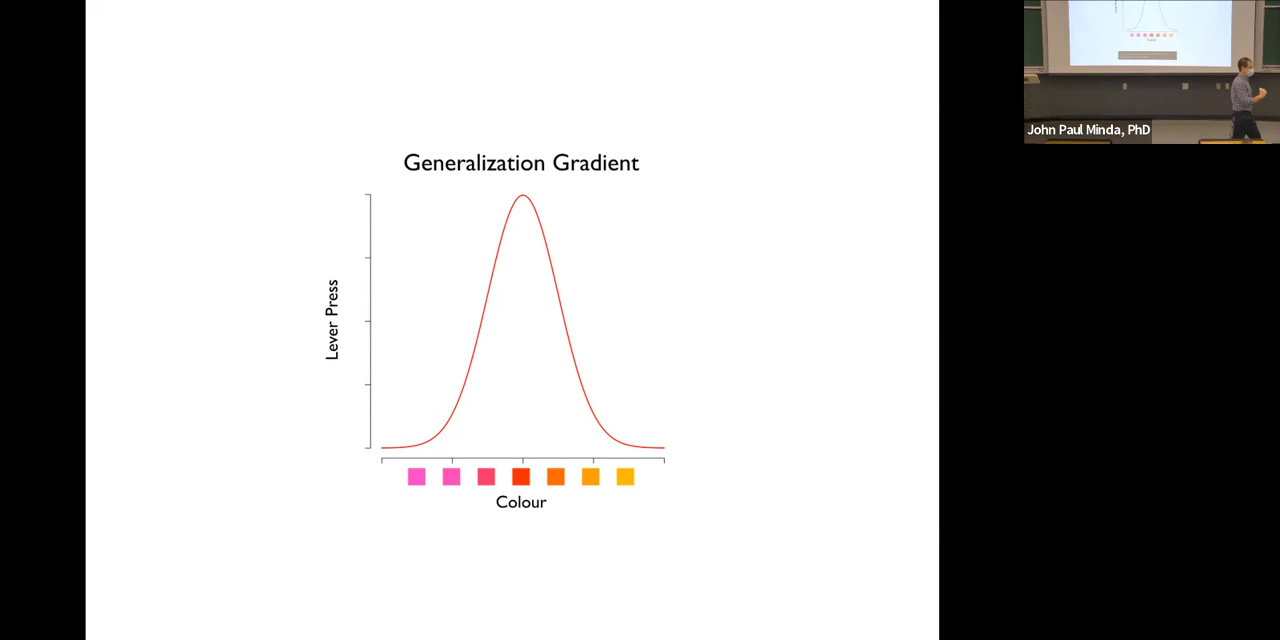 Generalization Gradient
Lever Press
Colour
John Paul Minda, PhD